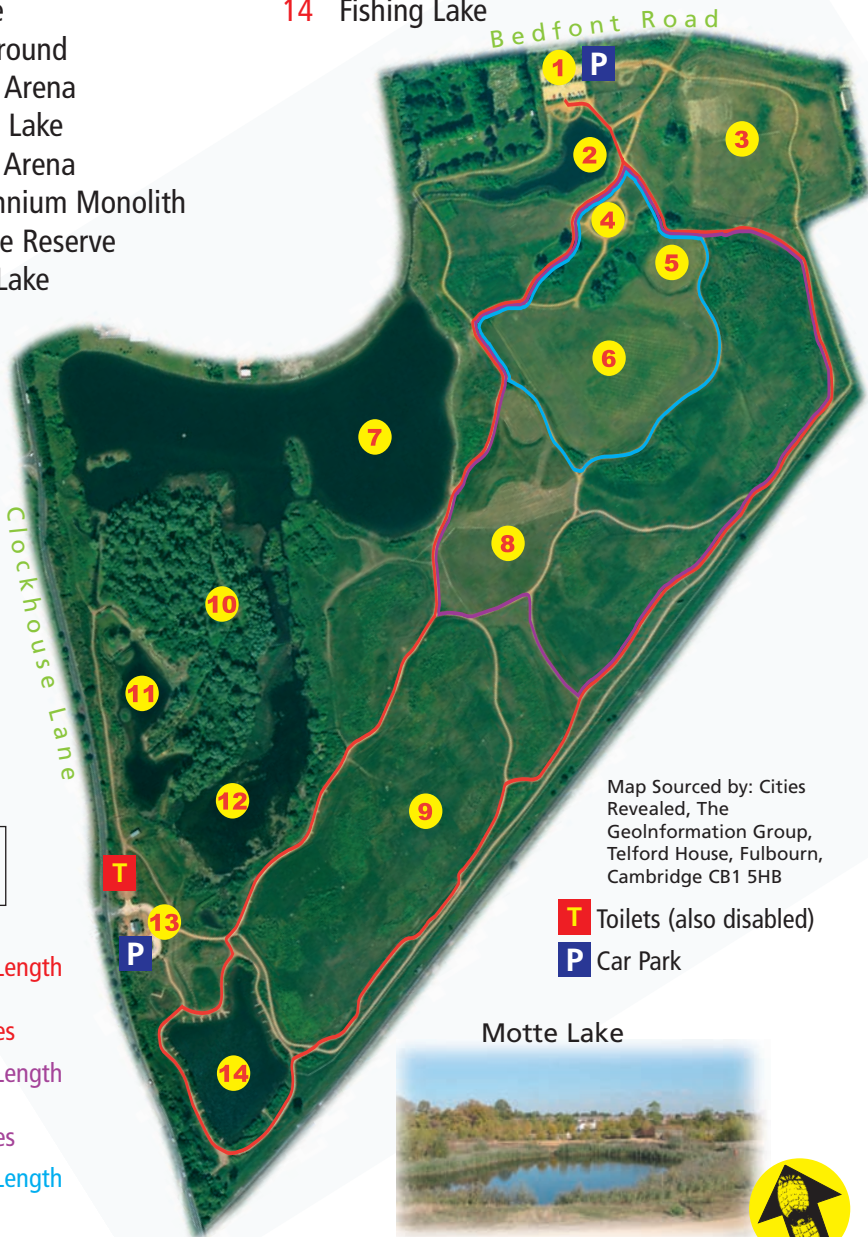 14 Fishing Lake
round
Arena
Lake
Arena
nnium Monolith
e Reserve
Lake
Bedfont Road
1 P
2
3
4
5
6
7
8
Clockhouse Lane
10
11
12
9
T
13
P
14
Map Sourced by: Cities
Revealed, The
GeoInformation Group,
Telford House, Fulbourn,
Cambridge CB1 5HB
T Toilets (also disabled)
P Car Park
Length
es
Length
es
Length
Motte Lake